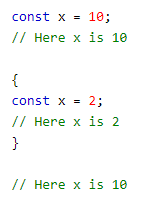 const x = 10;
// Here x is 10
{
const x = 2;
// Here x is 2
}
// Here x is 10